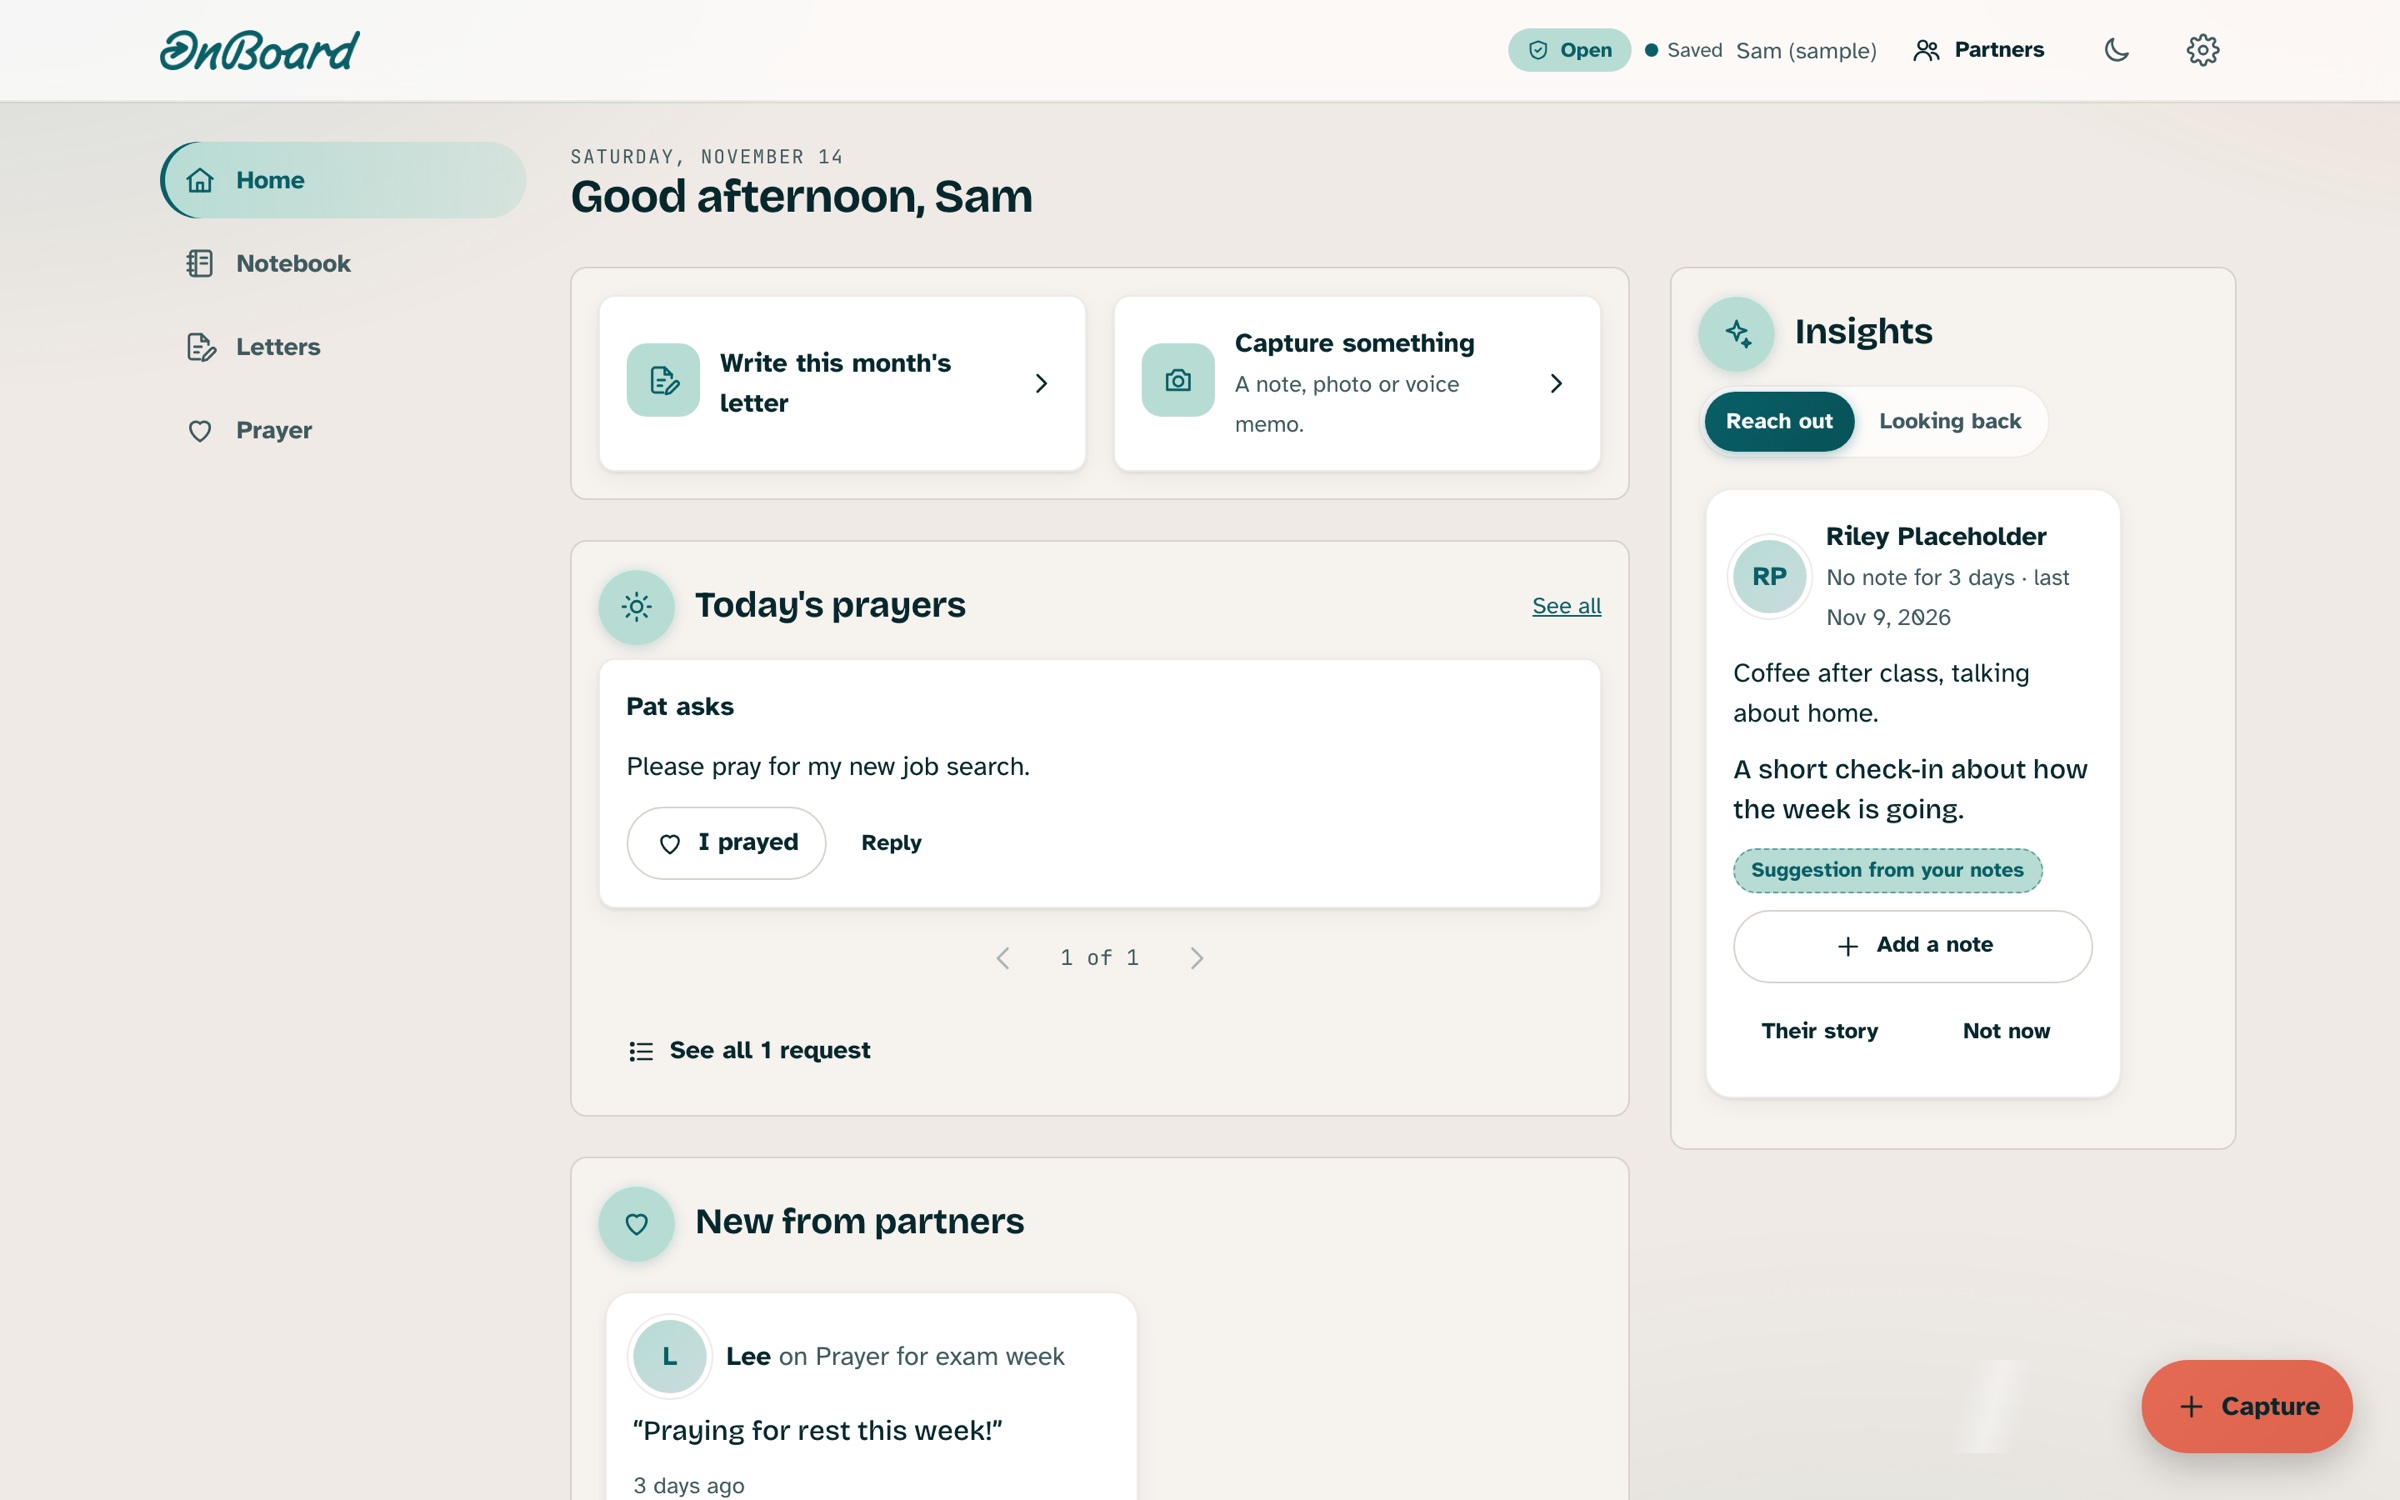 OnBoard
Open
Saved
Sam (sample)
Partners
Home
Notebook
Letters
Prayer
SATURDAY, NOVEMBER 14
Good afternoon, Sam
Write this month's
letter
Capture something
A note, photo or voice
memo.
Today's prayers
See all
Pat asks
Please pray for my new job search.
I prayed
Reply
1 of 1
See all 1 request
New from partners
L
Lee on Prayer for exam week
“Praying for rest this week!”
3 days ago
Insights
Reach out
Looking back
RP
Riley Placeholder
No note for 3 days · last
Nov 9, 2026
Coffee after class, talking
about home.
A short check-in about how
the week is going.
Suggestion from your notes
Add a note
Their story
Not now
Capture